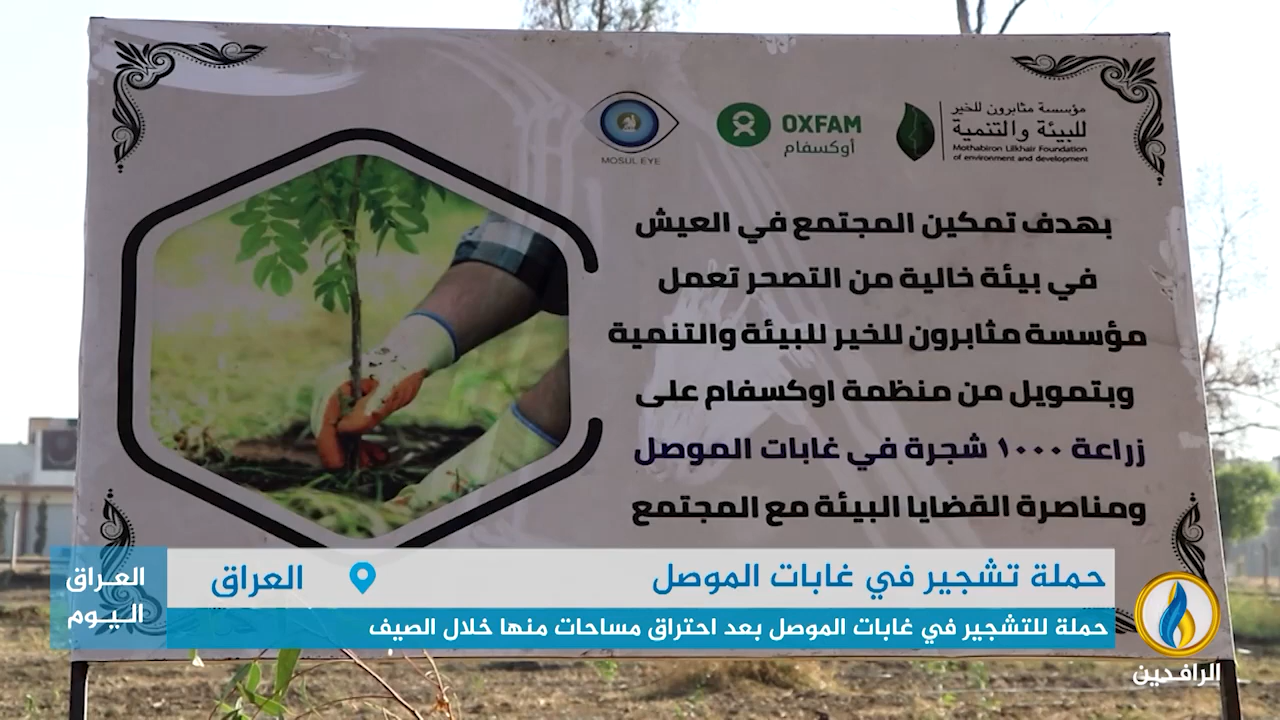 MOSUL EYE
OXFAM
أوكسفام
مؤسسة مثابرون للخير
للبيئة والتنمية
Mothabiron Lilkhair Foundation
of environment and development
بهدف تمكين المجتمع في العيش
في بيئة خالية من التصحر تعمل
مؤسسة مثابرون للخير للبيئة والتنمية
وبتمويل من منظمة اوكسفام على
زراعة ١٠٠٠ شجرة في غابات الموصل
ومناصرة القضايا البيئة مع المجتمع
حملة تشجير في غابات الموصل
العراق
العراق
اليوم
حملة للتشجير في غابات الموصل بعد احتراق مساحات منها خلال الصيف
الرافدين